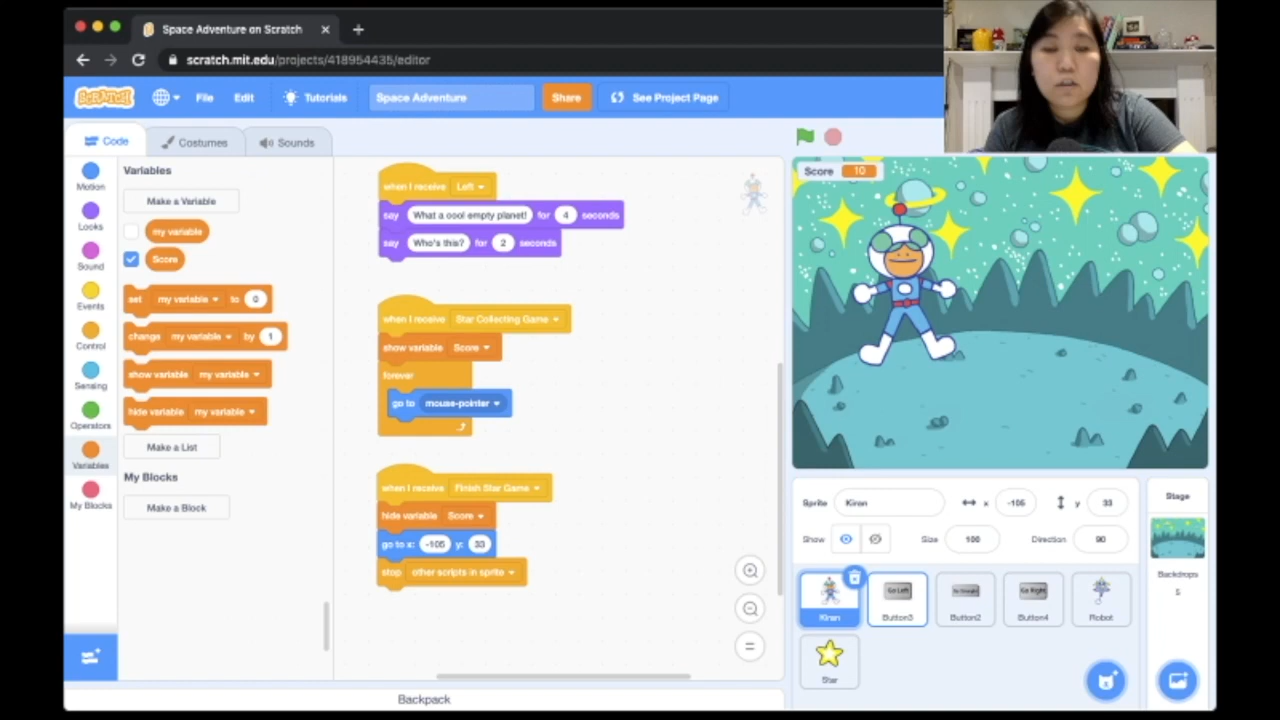 Space Adventure on Scratch
scratch.mit.edu/projects/418954435/editor
SCRATCH
File
Edit
Tutorials
Space Adventure
Share
See Project Page
Code
Costumes
Sounds
Motion
Looks
Sound
Events
Control
Sensing
Operators
Variables
My Blocks
Variables
Make a Variable
my variable
Score
set my variable to 0
change my variable by 1
show variable my variable
hide variable my variable
Make a List
My Blocks
Make a Block
when I receive Left
say What a cool empty planet! for 4 seconds
say Who's this? for 2 seconds
when I receive Star Collecting Game
show variable Score
forever
go to mouse-pointer
when I receive Finish Star Game
hide variable Score
go to x: -105 y: 33
stop other scripts in sprite
Backpack
Score 10
Sprite Kiran x -105 y 33
Show Size 100 Direction 90
Stage
Backdrops
5
Go Left
Go Straight
Go Right
Kiran
Button3
Button2
Button4
Robot
Star